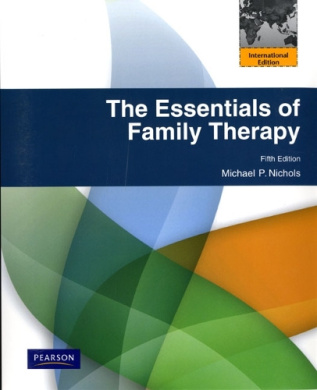 International
Edition
The Essentials of
Family Therapy
Fifth Edition
Michael P. Nichols
PEARSON